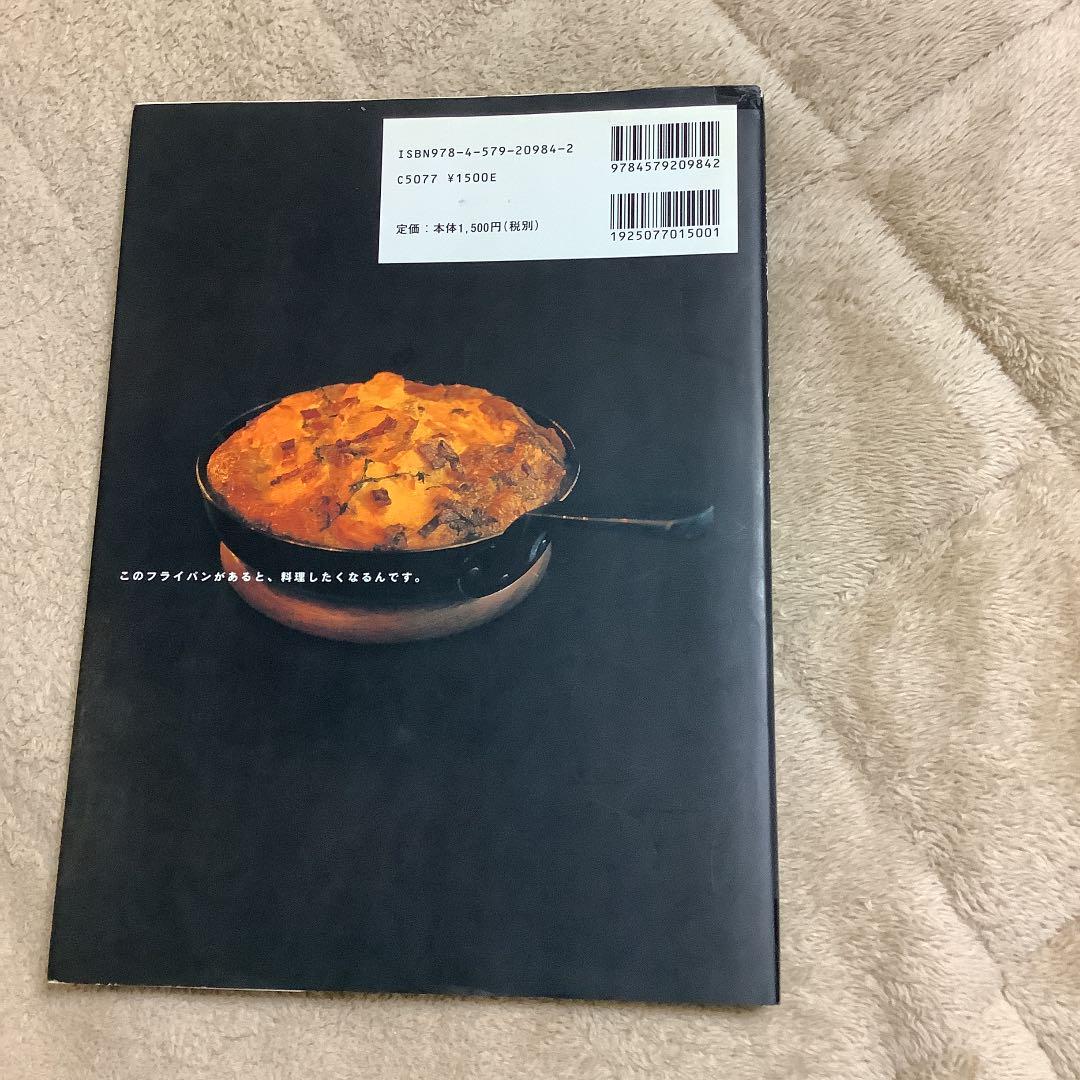 ISBN978-4-579-20984-2
C5077 ¥1500E
定価：本体1,500円(税別)
9784579209842
1925077015001
このフライパンがあると、料理したくなるんです。